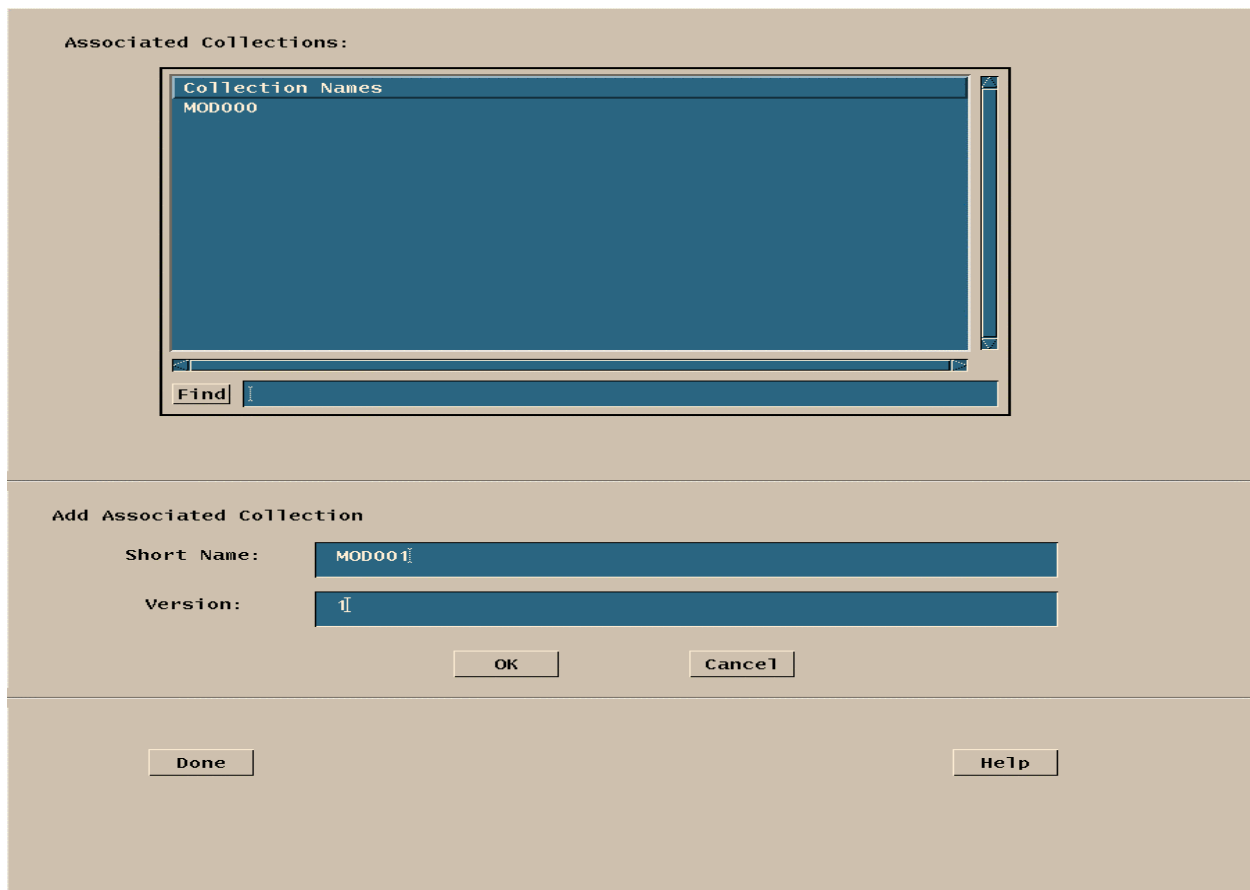 Associated Collections:
Collection Names
MOD000
Find
Add Associated Collection
Short Name: MOD001
Version: 1
OK Cancel
Done Help